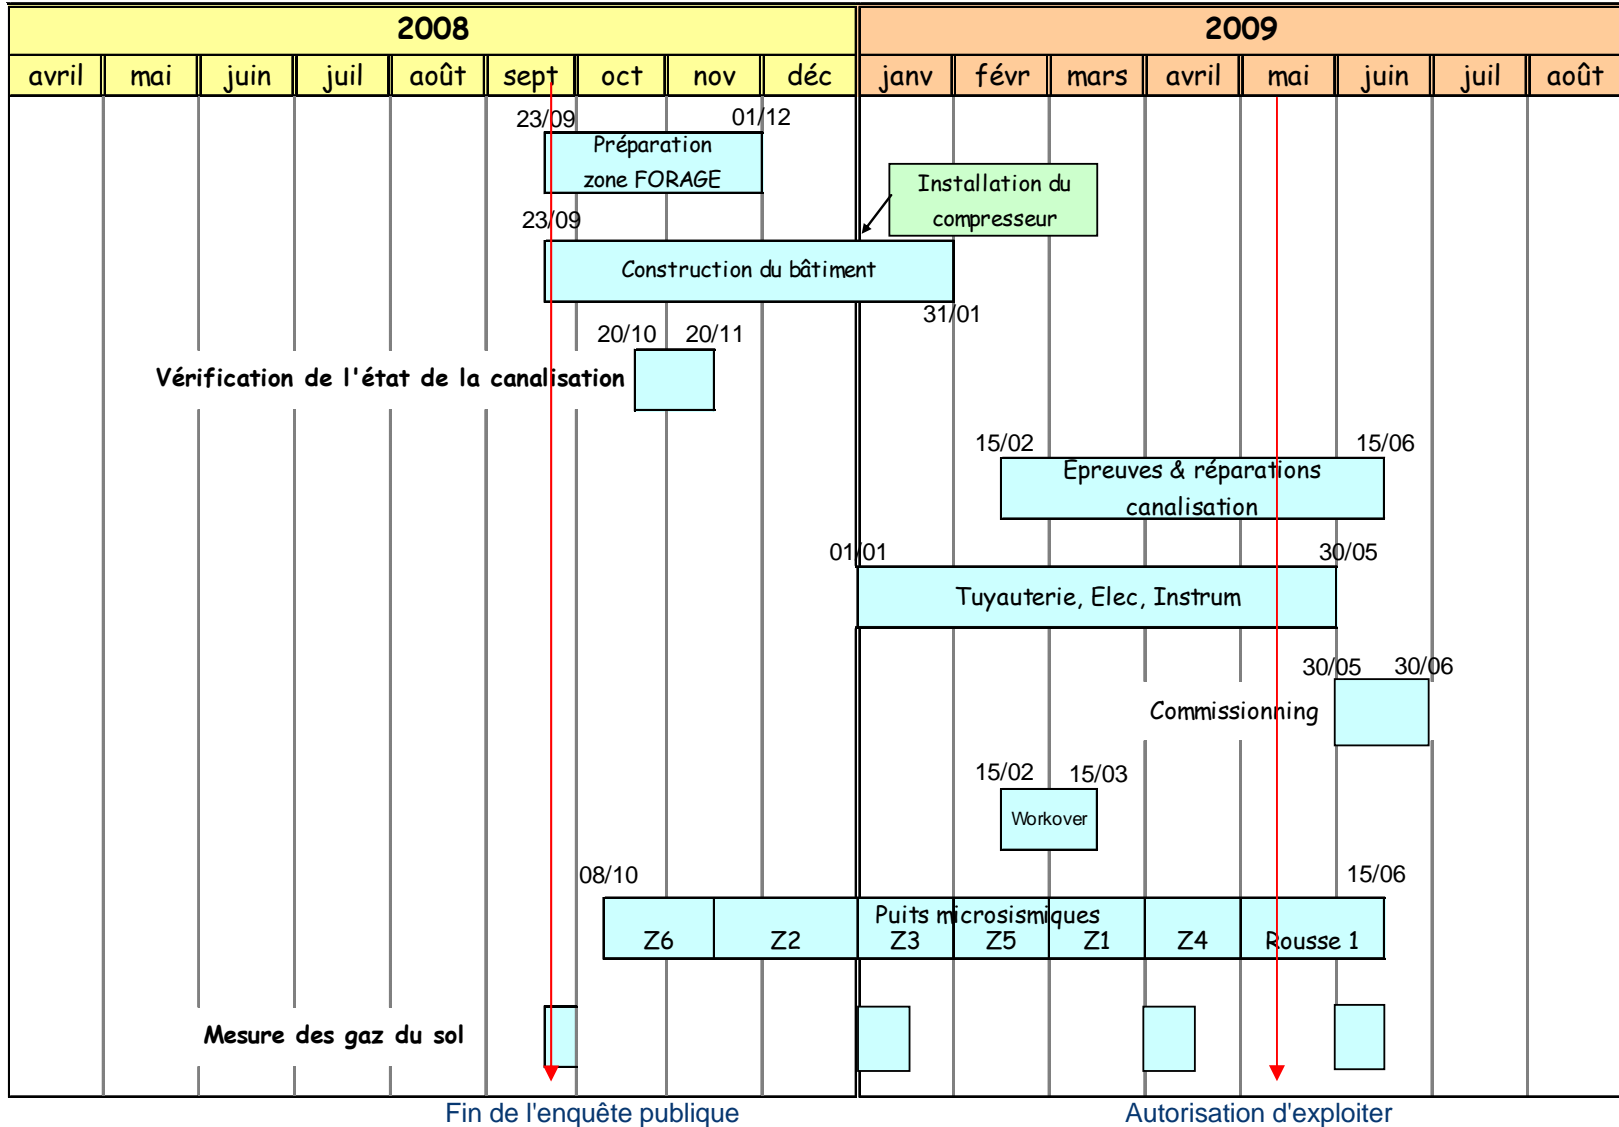 2008
2009
avril mai juin juil août sept oct nov déc janv févr mars avril mai juin juil août
23/09
01/12
Préparation
zone FORAGE
Installation du
compresseur
23/09
Construction du bâtiment
31/01
20/10
20/11
Vérification de l'état de la canalisation
15/02
15/06
Epreuves & réparations
canalisation
01/01
30/05
Tuyauterie, Elec, Instrum
30/05
30/06
Commissionning
15/02
15/03
Workover
08/10
15/06
Puits microsismiques
Z6 Z2 Z3 Z5 Z1 Z4 Rousse 1
Mesure des gaz du sol
Fin de l'enquête publique
Autorisation d'exploiter